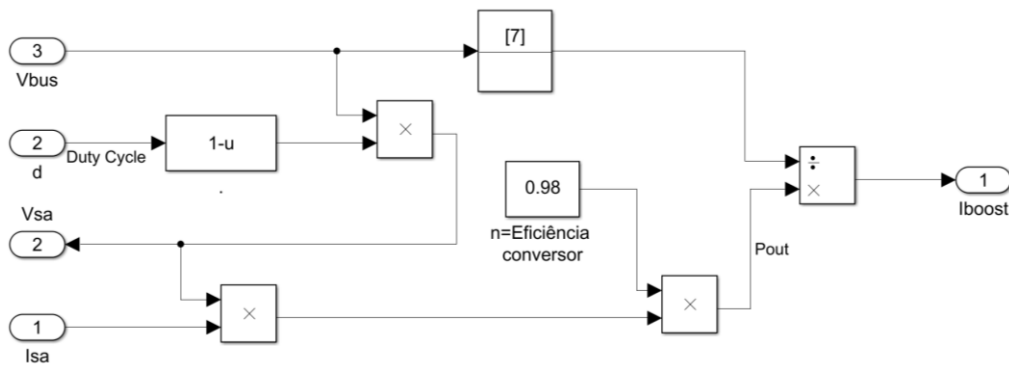 3
Vbus
[7]
2
d
Duty Cycle
1-u
×
Vsa
2
0.98
n=Eficiência
conversor
÷
×
1
Iboost
Pout
×
×
1
Isa